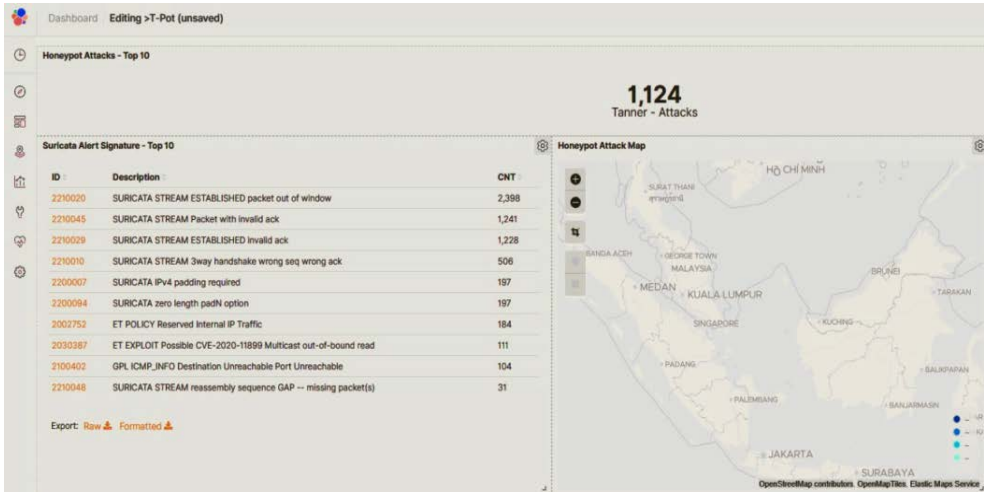 Dashboard Editing >T-Pot (unsaved)
Honeypot Attacks - Top 10
1,124
Tanner - Attacks
Suricata Alert Signature - Top 10
ID Description CNT
2210020 SURICATA STREAM ESTABLISHED packet out of window 2,398
2210045 SURICATA STREAM Packet with invalid ack 1,241
2210029 SURICATA STREAM ESTABLISHED invalid ack 1,228
2210010 SURICATA STREAM 3way handshake wrong seq wrong ack 506
2200007 SURICATA IPv4 padding required 197
2200094 SURICATA zero length padN option 197
2002752 ET POLICY Reserved Internal IP Traffic 184
2030387 ET EXPLOIT Possible CVE-2020-11899 Multicast out-of-bound read 111
2100402 GPL ICMP_INFO Destination Unreachable Port Unreachable 104
2210048 SURICATA STREAM reassembly sequence GAP -- missing packet(s) 31
Export: Raw Formatted
Honeypot Attack Map
HỒ CHÍ MINH
SURAT THANI
BANDA ACEH
GEORGE TOWN
MALAYSIA
BRUNEI
MEDAN
KUALA LUMPUR
TARAKAN
SINGAPORE
KUCHING
PADANG
BALIKPAPAN
PALEMBANG
BANJARMASIN
JAKARTA
SURABAYA
OpenStreetMap contributors, OpenMapTiles, Elastic Maps Service